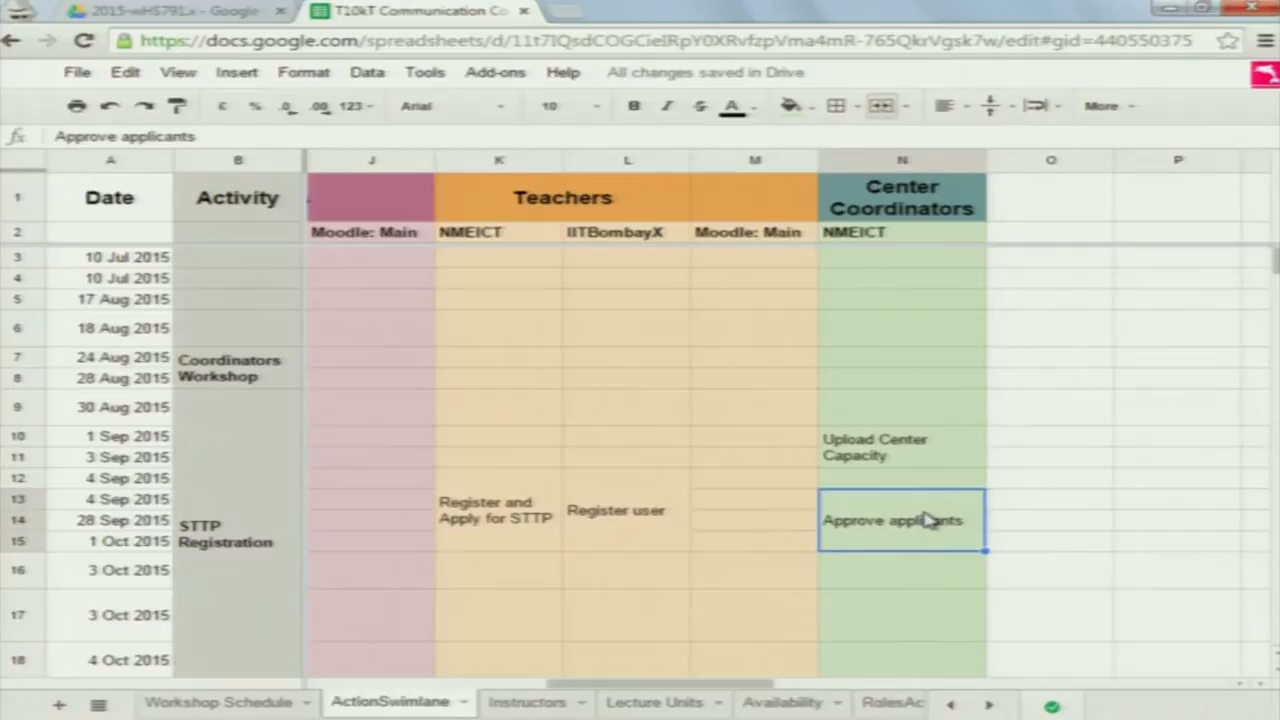 2015-wHS791.x - Google
T10kT Communication Co
https://docs.google.com/spreadsheets/d/11t7IQsdCOGCieIRpY0XRvfzpVma4mR-765QkrVgsk7w/edit#gid=440550375
File Edit View Insert Format Data Tools Add-ons Help All changes saved in Drive
£ % .0 .00 123 Arial 10 B I S A More
fx Approve applicants
A B J K L M N O P
1 Date Activity Teachers Center
Coordinators
2 Moodle: Main NMEICT IITBombayX Moodle: Main NMEICT
3 10 Jul 2015
4 10 Jul 2015
5 17 Aug 2015
6 18 Aug 2015
7 24 Aug 2015 Coordinators
8 28 Aug 2015 Workshop
9 30 Aug 2015
10 1 Sep 2015 Upload Center
11 3 Sep 2015 Capacity
12 4 Sep 2015
13 4 Sep 2015 Register and
14 28 Sep 2015 STTP Apply for STTP Register user Approve applicants
15 1 Oct 2015 Registration
16 3 Oct 2015
17 3 Oct 2015
18 4 Oct 2015
Workshop Schedule ActionSwimlane Instructors Lecture Units Availability RolesAc